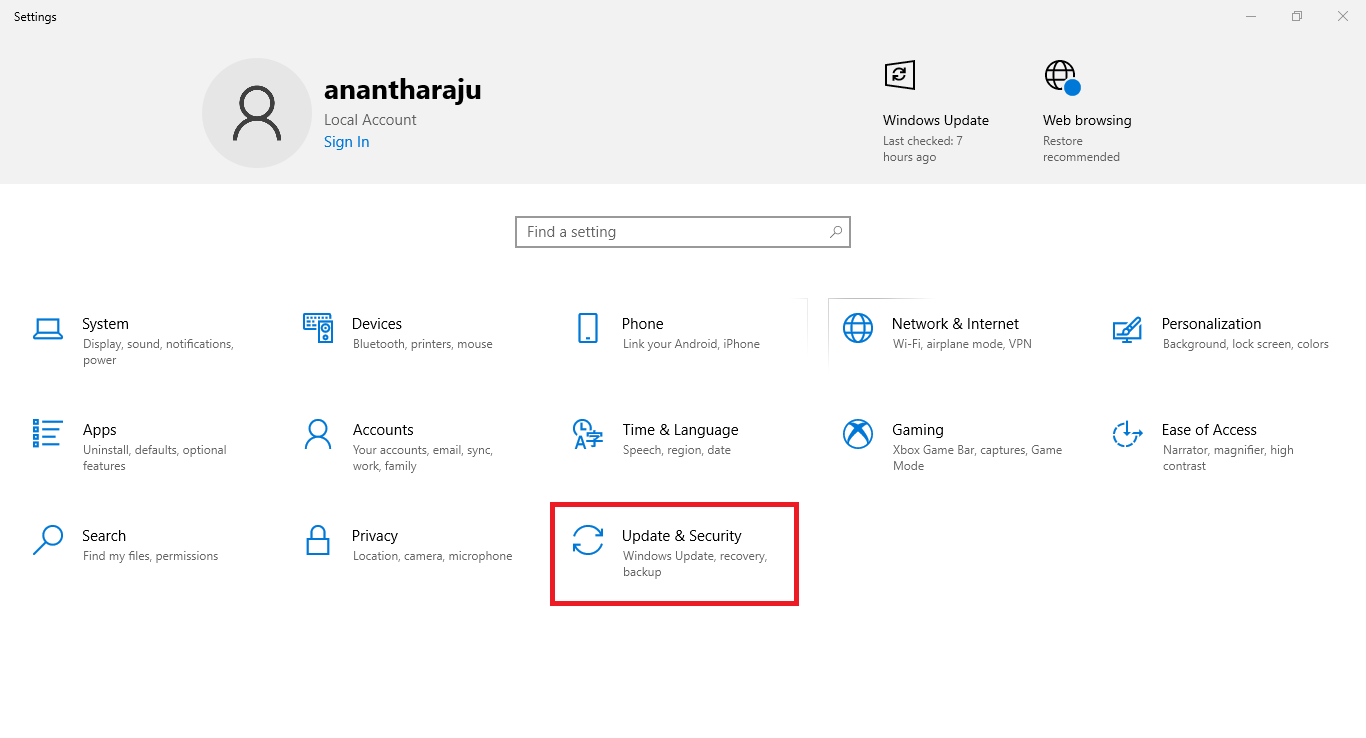 Settings
anantharaju
Local Account
Sign In
Windows Update
Last checked: 7
hours ago
Web browsing
Restore
recommended
Find a setting
System
Display, sound, notifications,
power
Devices
Bluetooth, printers, mouse
Phone
Link your Android, iPhone
Network & Internet
Wi-Fi, airplane mode, VPN
Personalization
Background, lock screen, colors
Apps
Uninstall, defaults, optional
features
Accounts
Your accounts, email, sync,
work, family
Time & Language
Speech, region, date
Gaming
Xbox Game Bar, captures, Game
Mode
Ease of Access
Narrator, magnifier, high
contrast
Search
Find my files, permissions
Privacy
Location, camera, microphone
Update & Security
Windows Update, recovery,
backup